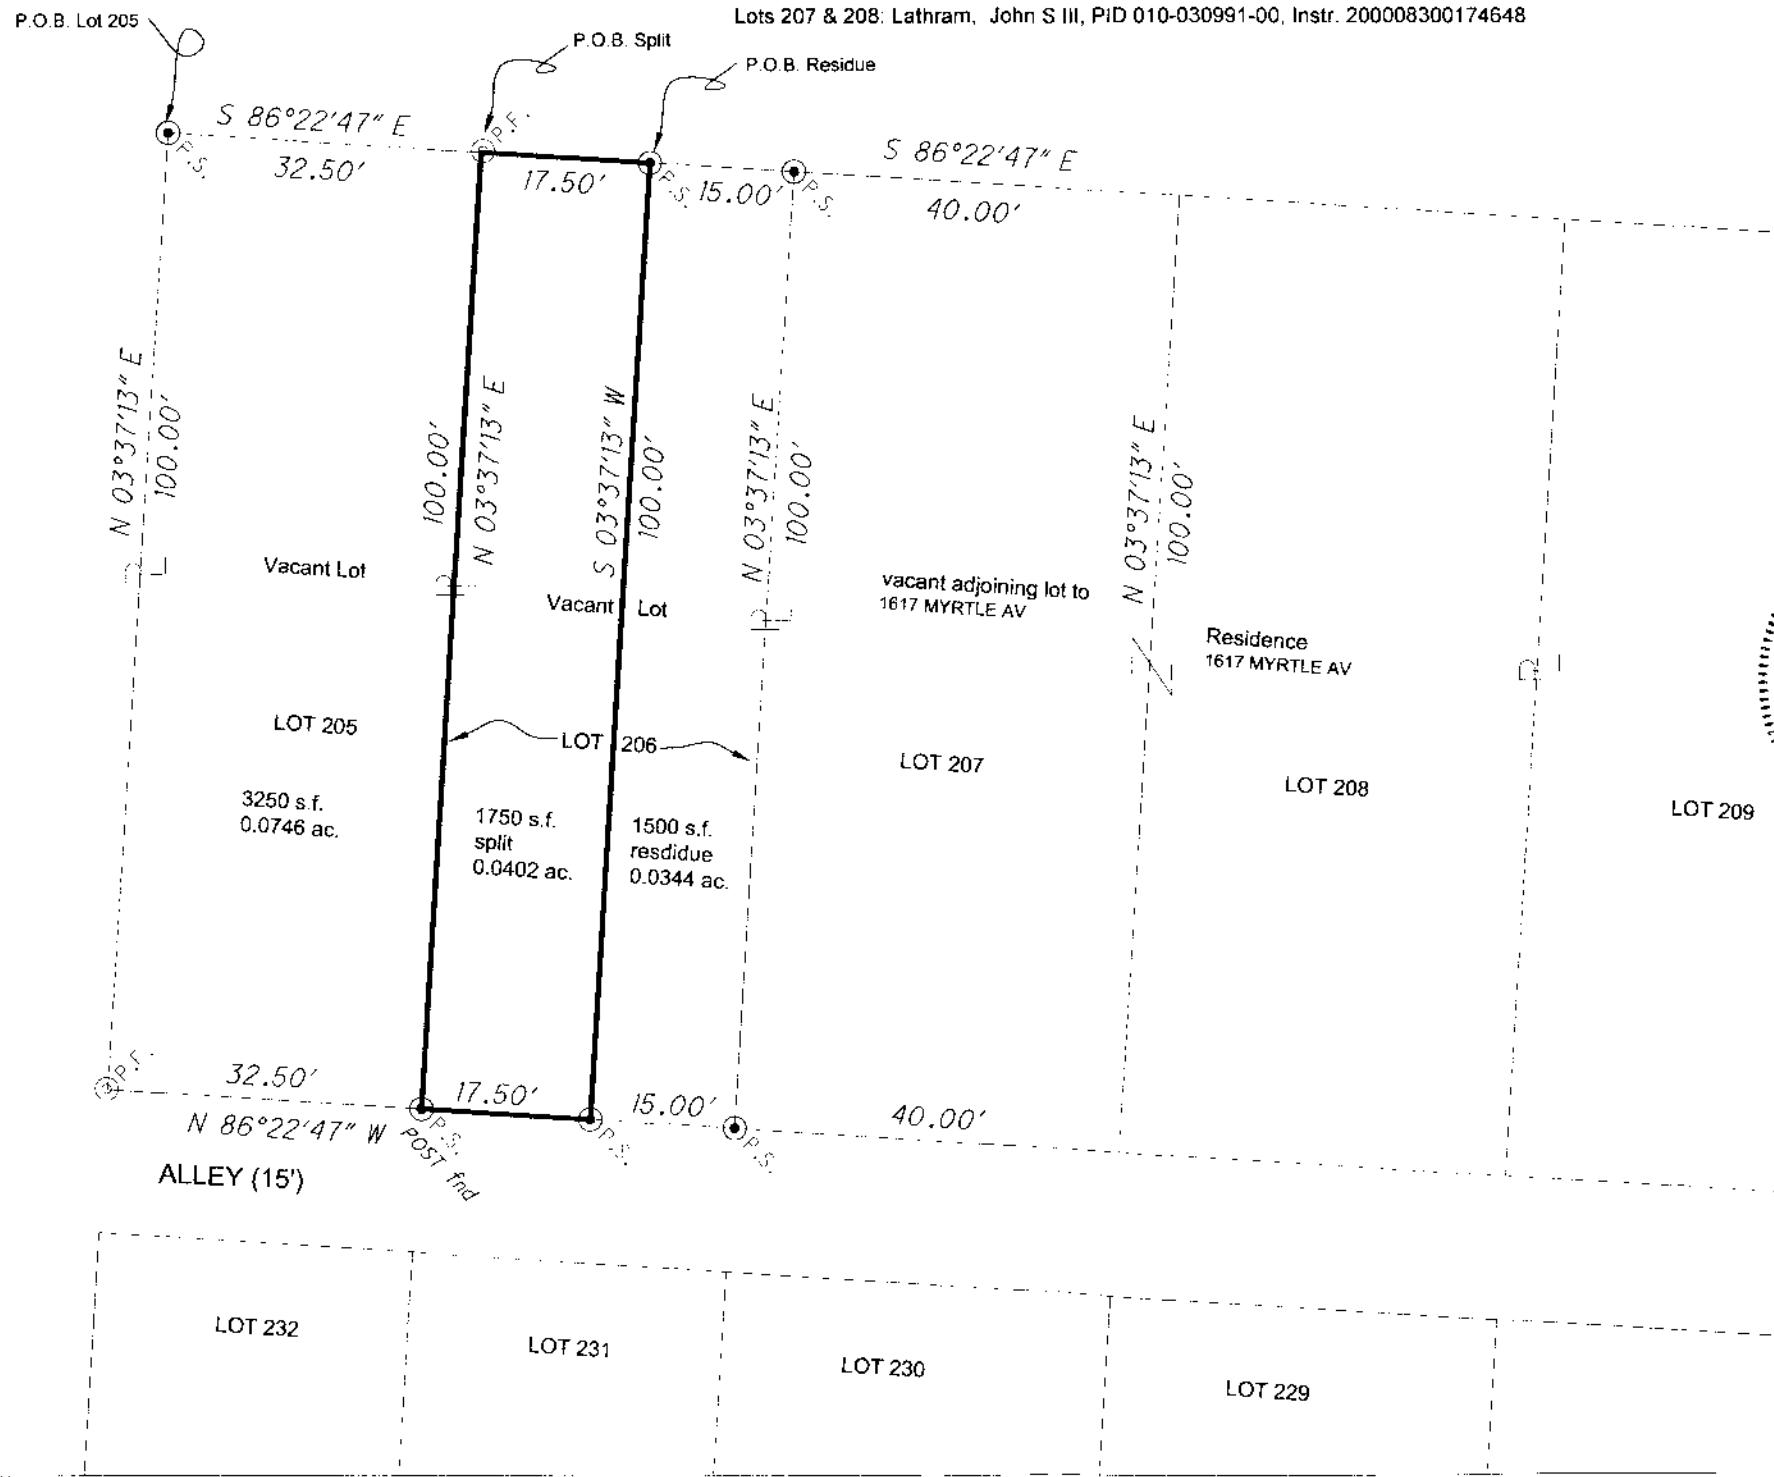 Lots 207 & 208: Lathram, John S III, PID 010-030991-00, Instr. 200008300174648
P.O.B. Lot 205
P.O.B. Split
P.O.B. Residue
S 86°22'47" E
32.50'
P.S.
P.F.
17.50'
P.S.
15.00'
P.S.
S 86°22'47" E
40.00'
N 03°37'13" E
100.00'
100.00'
N 03°37'13" E
S 03°37'13" W
100.00'
N 03°37'13" E
100.00'
N 03°37'13" E
100.00'
Vacant Lot
Vacant Lot
vacant adjoining lot to
1617 MYRTLE AV
Residence
1617 MYRTLE AV
LOT 205
LOT 206
LOT 207
LOT 208
LOT 209
3250 s.f.
0.0746 ac.
1750 s.f.
split
0.0402 ac.
1500 s.f.
resdidue
0.0344 ac.
P.F.
32.50'
N 86°22'47" W
P.S.
POST fnd
17.50'
P.S.
15.00'
P.S.
40.00'
ALLEY (15')
LOT 232
LOT 231
LOT 230
LOT 229